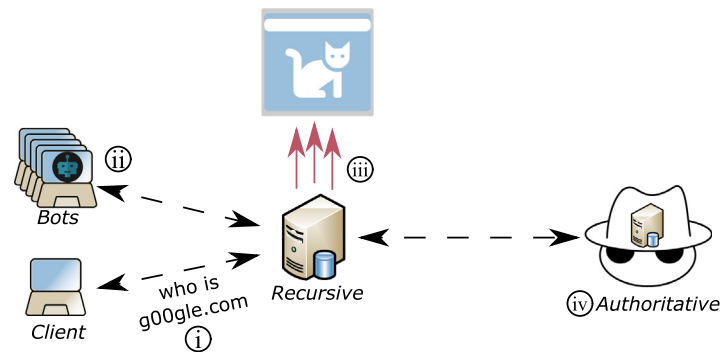 ii
iii
Bots
who is
g00gle.com
i
Client
Recursive
iv Authoritative